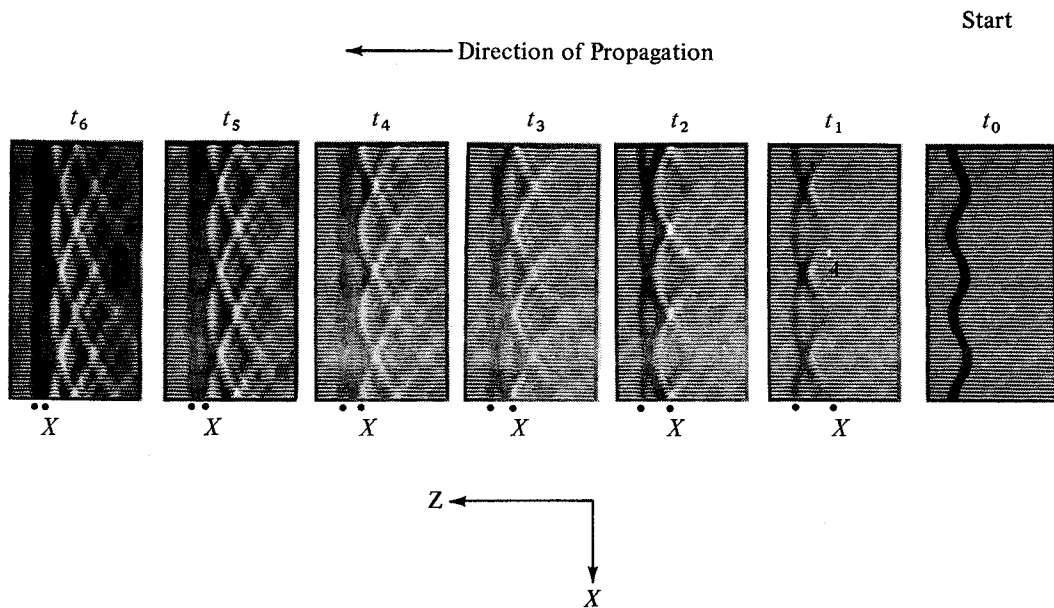 Start
Direction of Propagation
t6 t5 t4 t3 t2 t1 t0
A
X X X X X X
Z
X